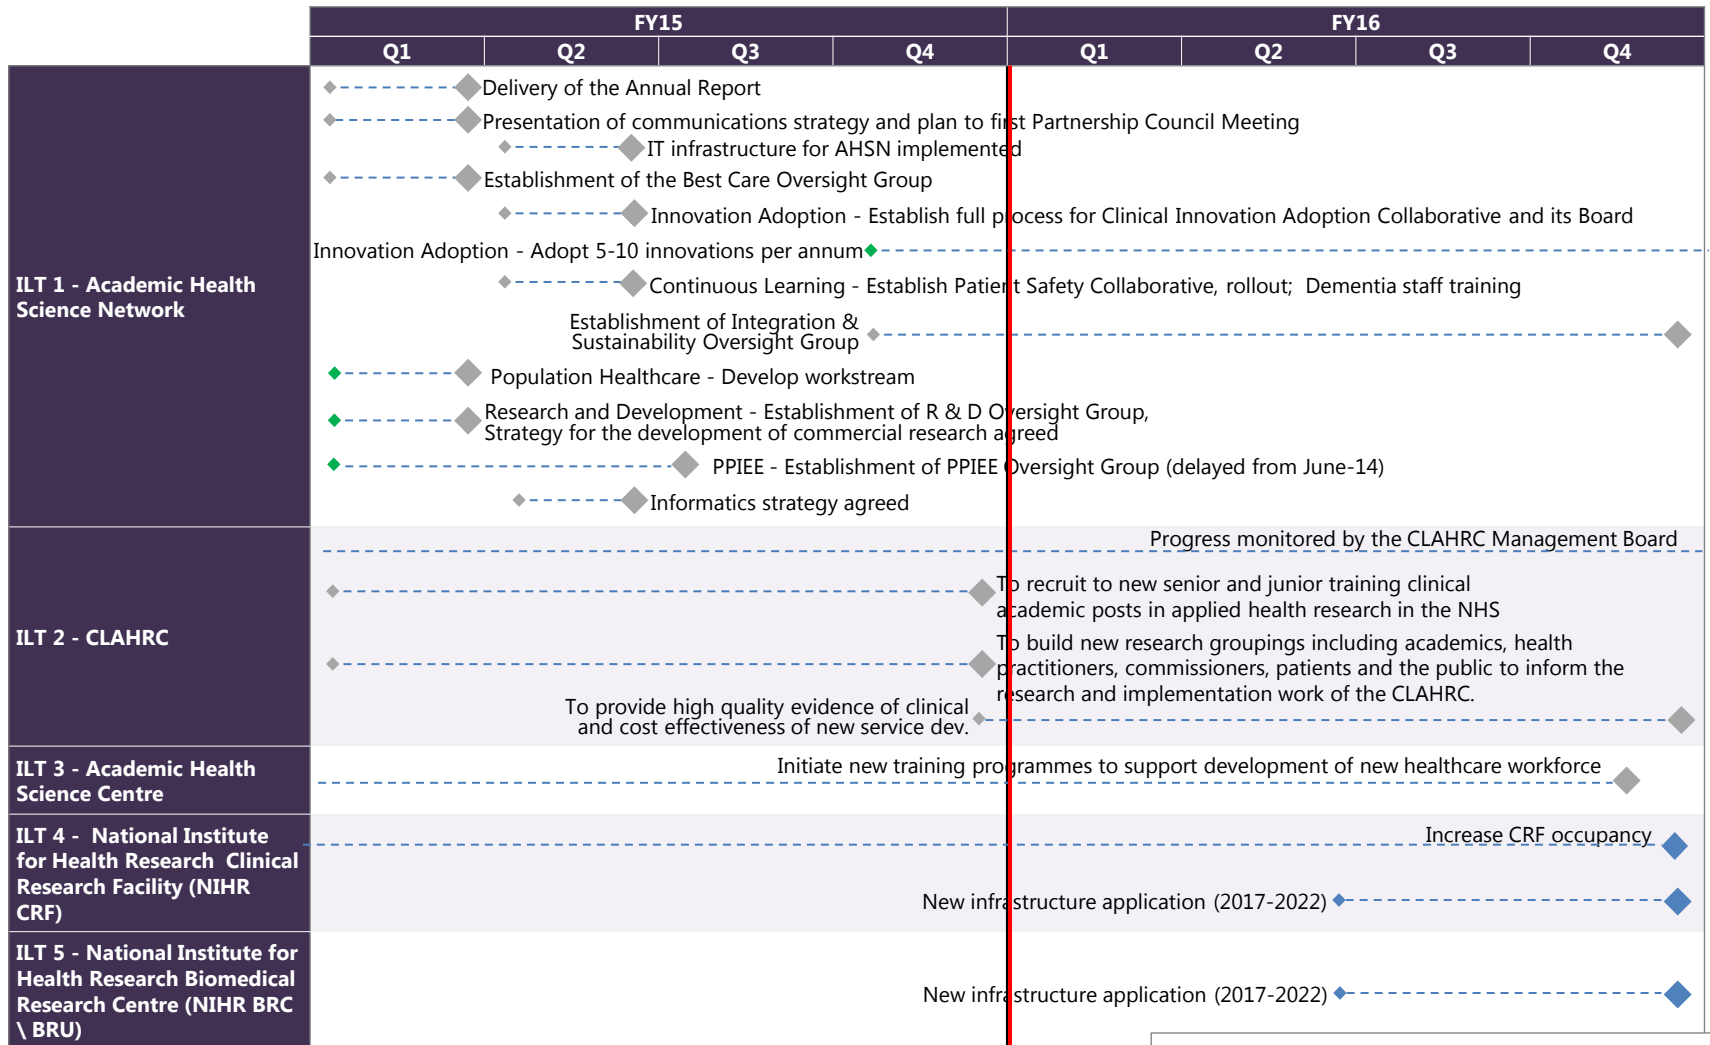 FY15
FY16
Q1
Q2
Q3
Q4
Q1
Q2
Q3
Q4
ILT 1 - Academic Health
Science Network
Delivery of the Annual Report
Presentation of communications strategy and plan to first Partnership Council Meeting
IT infrastructure for AHSN implemented
Establishment of the Best Care Oversight Group
Innovation Adoption - Establish full process for Clinical Innovation Adoption Collaborative and its Board
Innovation Adoption - Adopt 5-10 innovations per annum
Continuous Learning - Establish Patient Safety Collaborative, rollout;  Dementia staff training
Establishment of Integration &
Sustainability Oversight Group
Population Healthcare - Develop workstream
Research and Development - Establishment of R & D Oversight Group,
Strategy for the development of commercial research agreed
PPIEE - Establishment of PPIEE Oversight Group (delayed from June-14)
Informatics strategy agreed
ILT 2 - CLAHRC
Progress monitored by the CLAHRC Management Board
To recruit to new senior and junior training clinical
academic posts in applied health research in the NHS
To build new research groupings including academics, health
practitioners, commissioners, patients and the public to inform the
research and implementation work of the CLAHRC.
To provide high quality evidence of clinical
and cost effectiveness of new service dev.
ILT 3 - Academic Health
Science Centre
Initiate new training programmes to support development of new healthcare workforce
ILT 4 -  National Institute
for Health Research  Clinical
Research Facility (NIHR
CRF)
Increase CRF occupancy
New infrastructure application (2017-2022)
ILT 5 - National Institute for
Health Research Biomedical
Research Centre (NIHR BRC
\ BRU)
New infrastructure application (2017-2022)